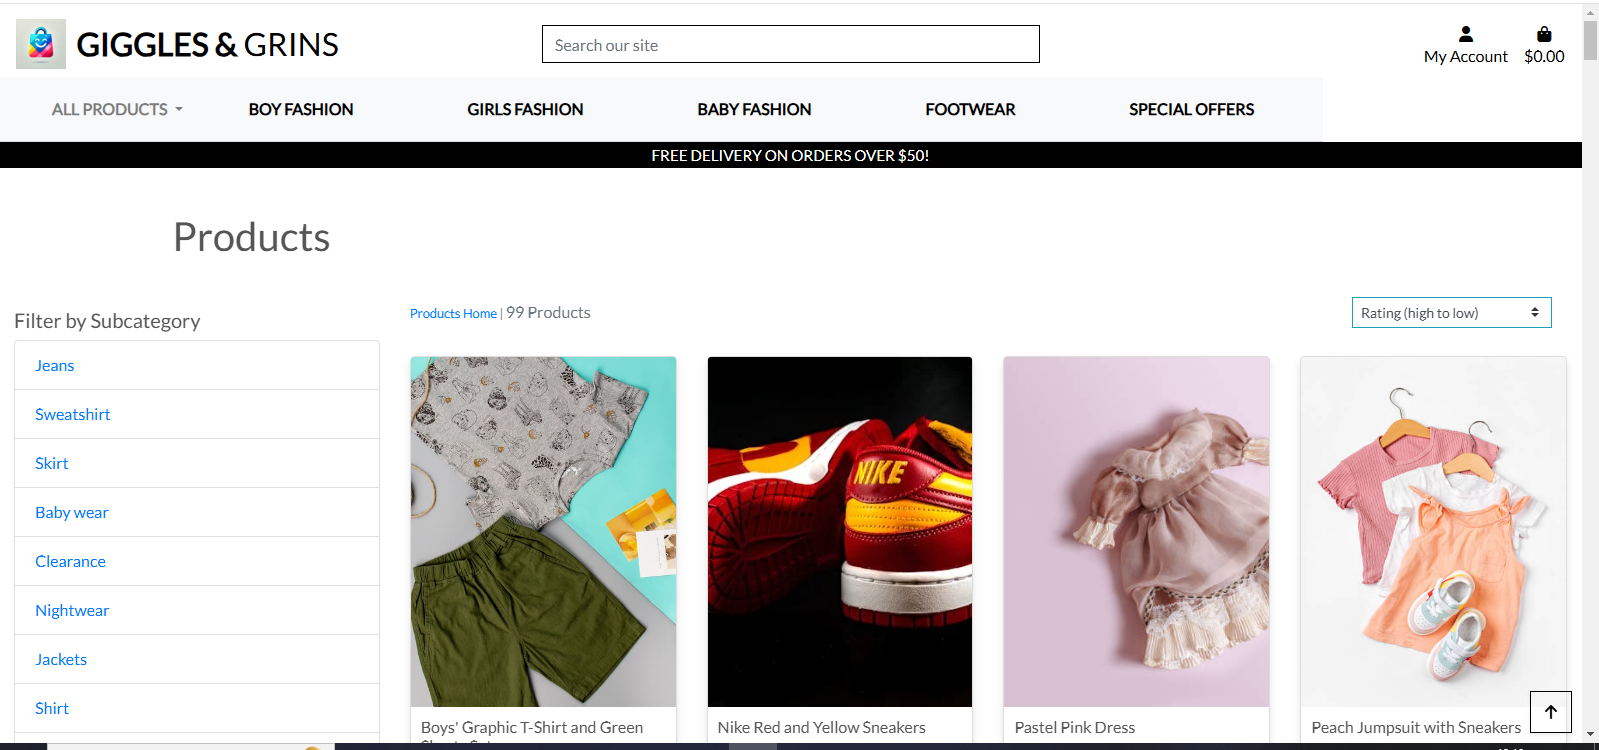 GIGGLES & GRINS
Search our site
My Account
$0.00
ALL PRODUCTS
BOY FASHION
GIRLS FASHION
BABY FASHION
FOOTWEAR
SPECIAL OFFERS
FREE DELIVERY ON ORDERS OVER $50!
Products
Filter by Subcategory
Jeans
Sweatshirt
Skirt
Baby wear
Clearance
Nightwear
Jackets
Shirt
Products Home | 99 Products
Rating (high to low)
NIKE
Boys' Graphic T-Shirt and Green
Nike Red and Yellow Sneakers
Pastel Pink Dress
Peach Jumpsuit with Sneakers